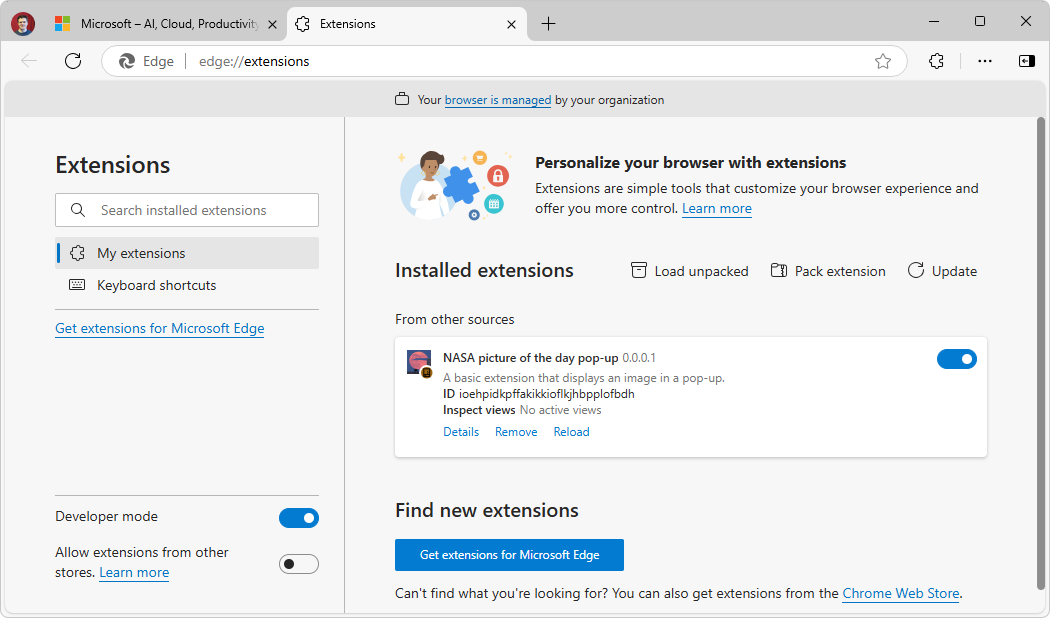 Microsoft – AI, Cloud, Productivity
Extensions
Edge
edge://extensions
Your browser is managed by your organization
Extensions
Search installed extensions
My extensions
Keyboard shortcuts
Get extensions for Microsoft Edge
Developer mode
Allow extensions from other
stores. Learn more
Personalize your browser with extensions
Extensions are simple tools that customize your browser experience and
offer you more control. Learn more
Installed extensions
Load unpacked
Pack extension
Update
From other sources
NASA picture of the day pop-up 0.0.0.1
A basic extension that displays an image in a pop-up.
ID ioehpidkpffakikkioflkjhbpplofbdh
Inspect views No active views
Details Remove Reload
Find new extensions
Get extensions for Microsoft Edge
Can't find what you're looking for? You can also get extensions from the Chrome Web Store.